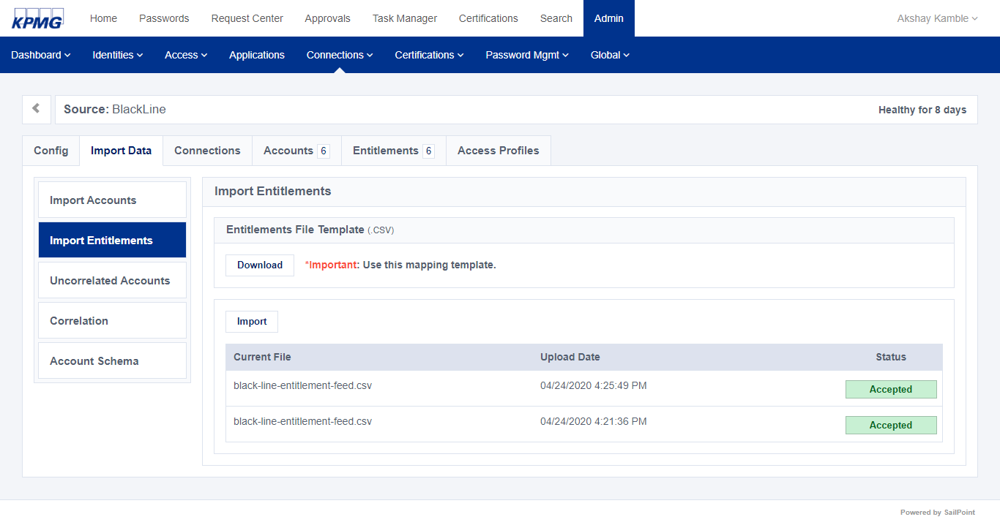 KPMG Home Passwords Request Center Approvals Task Manager Certifications Search Admin Akshay Kamble
Dashboard Identities Access Applications Connections Certifications Password Mgmt Global
Source: BlackLine Healthy for 8 days
Config Import Data Connections Accounts 6 Entitlements 6 Access Profiles
Import Accounts
Import Entitlements
Uncorrelated Accounts
Correlation
Account Schema
Import Entitlements
Entitlements File Template (.CSV)
Download *Important: Use this mapping template.
Import
Current File Upload Date Status
black-line-entitlement-feed.csv 04/24/2020 4:25:49 PM Accepted
black-line-entitlement-feed.csv 04/24/2020 4:21:36 PM Accepted
Powered by SailPoint